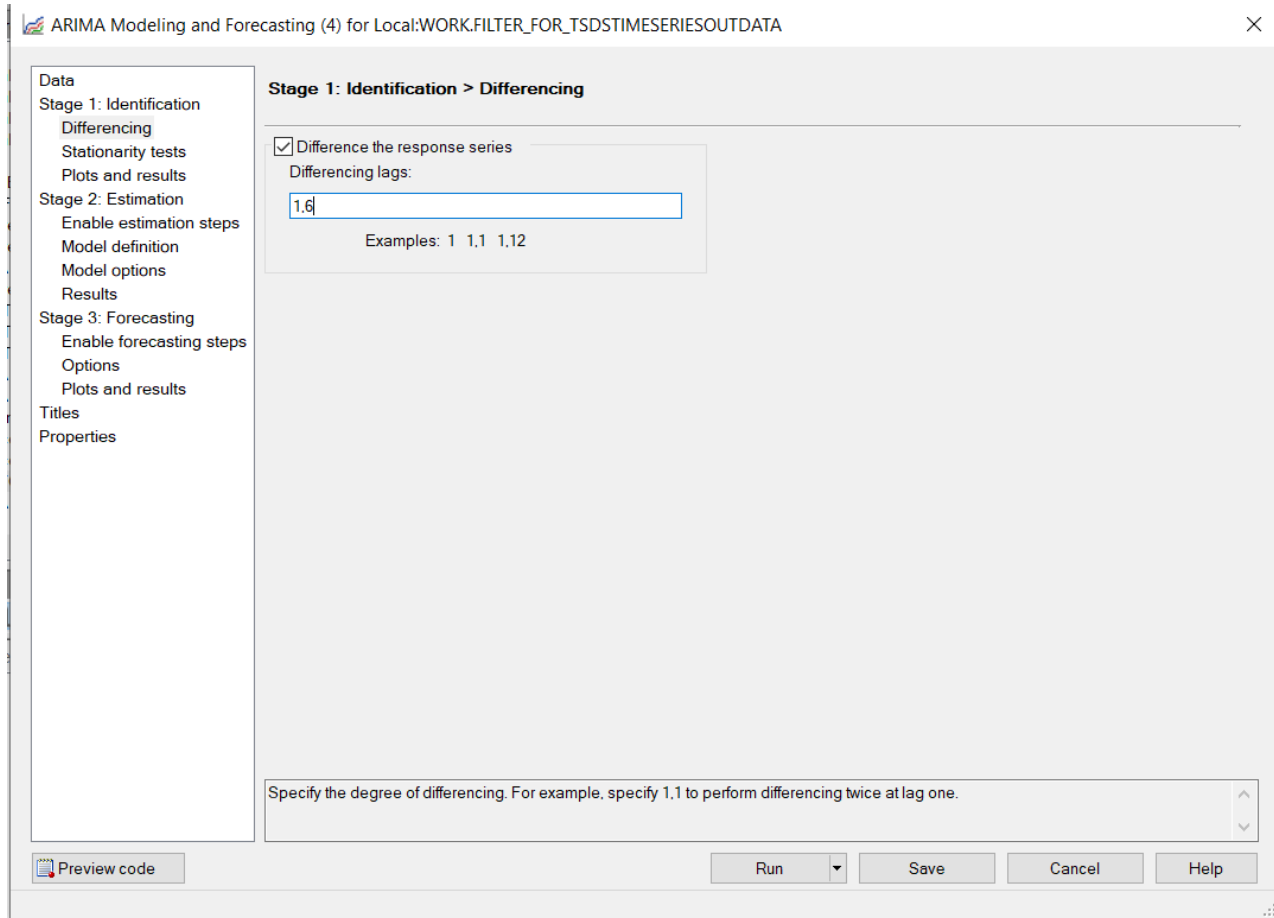 ARIMA Modeling and Forecasting (4) for Local:WORK.FILTER_FOR_TSDSTIMESERIESOUTDATA
Data
Stage 1: Identification
Differencing
Stationarity tests
Plots and results
Stage 2: Estimation
Enable estimation steps
Model definition
Model options
Results
Stage 3: Forecasting
Enable forecasting steps
Options
Plots and results
Titles
Properties
Stage 1: Identification > Differencing
Difference the response series
Differencing lags:
1,6
Examples: 1 1,1 1,12
Specify the degree of differencing. For example, specify 1,1 to perform differencing twice at lag one.
Preview code
Run
Save
Cancel
Help